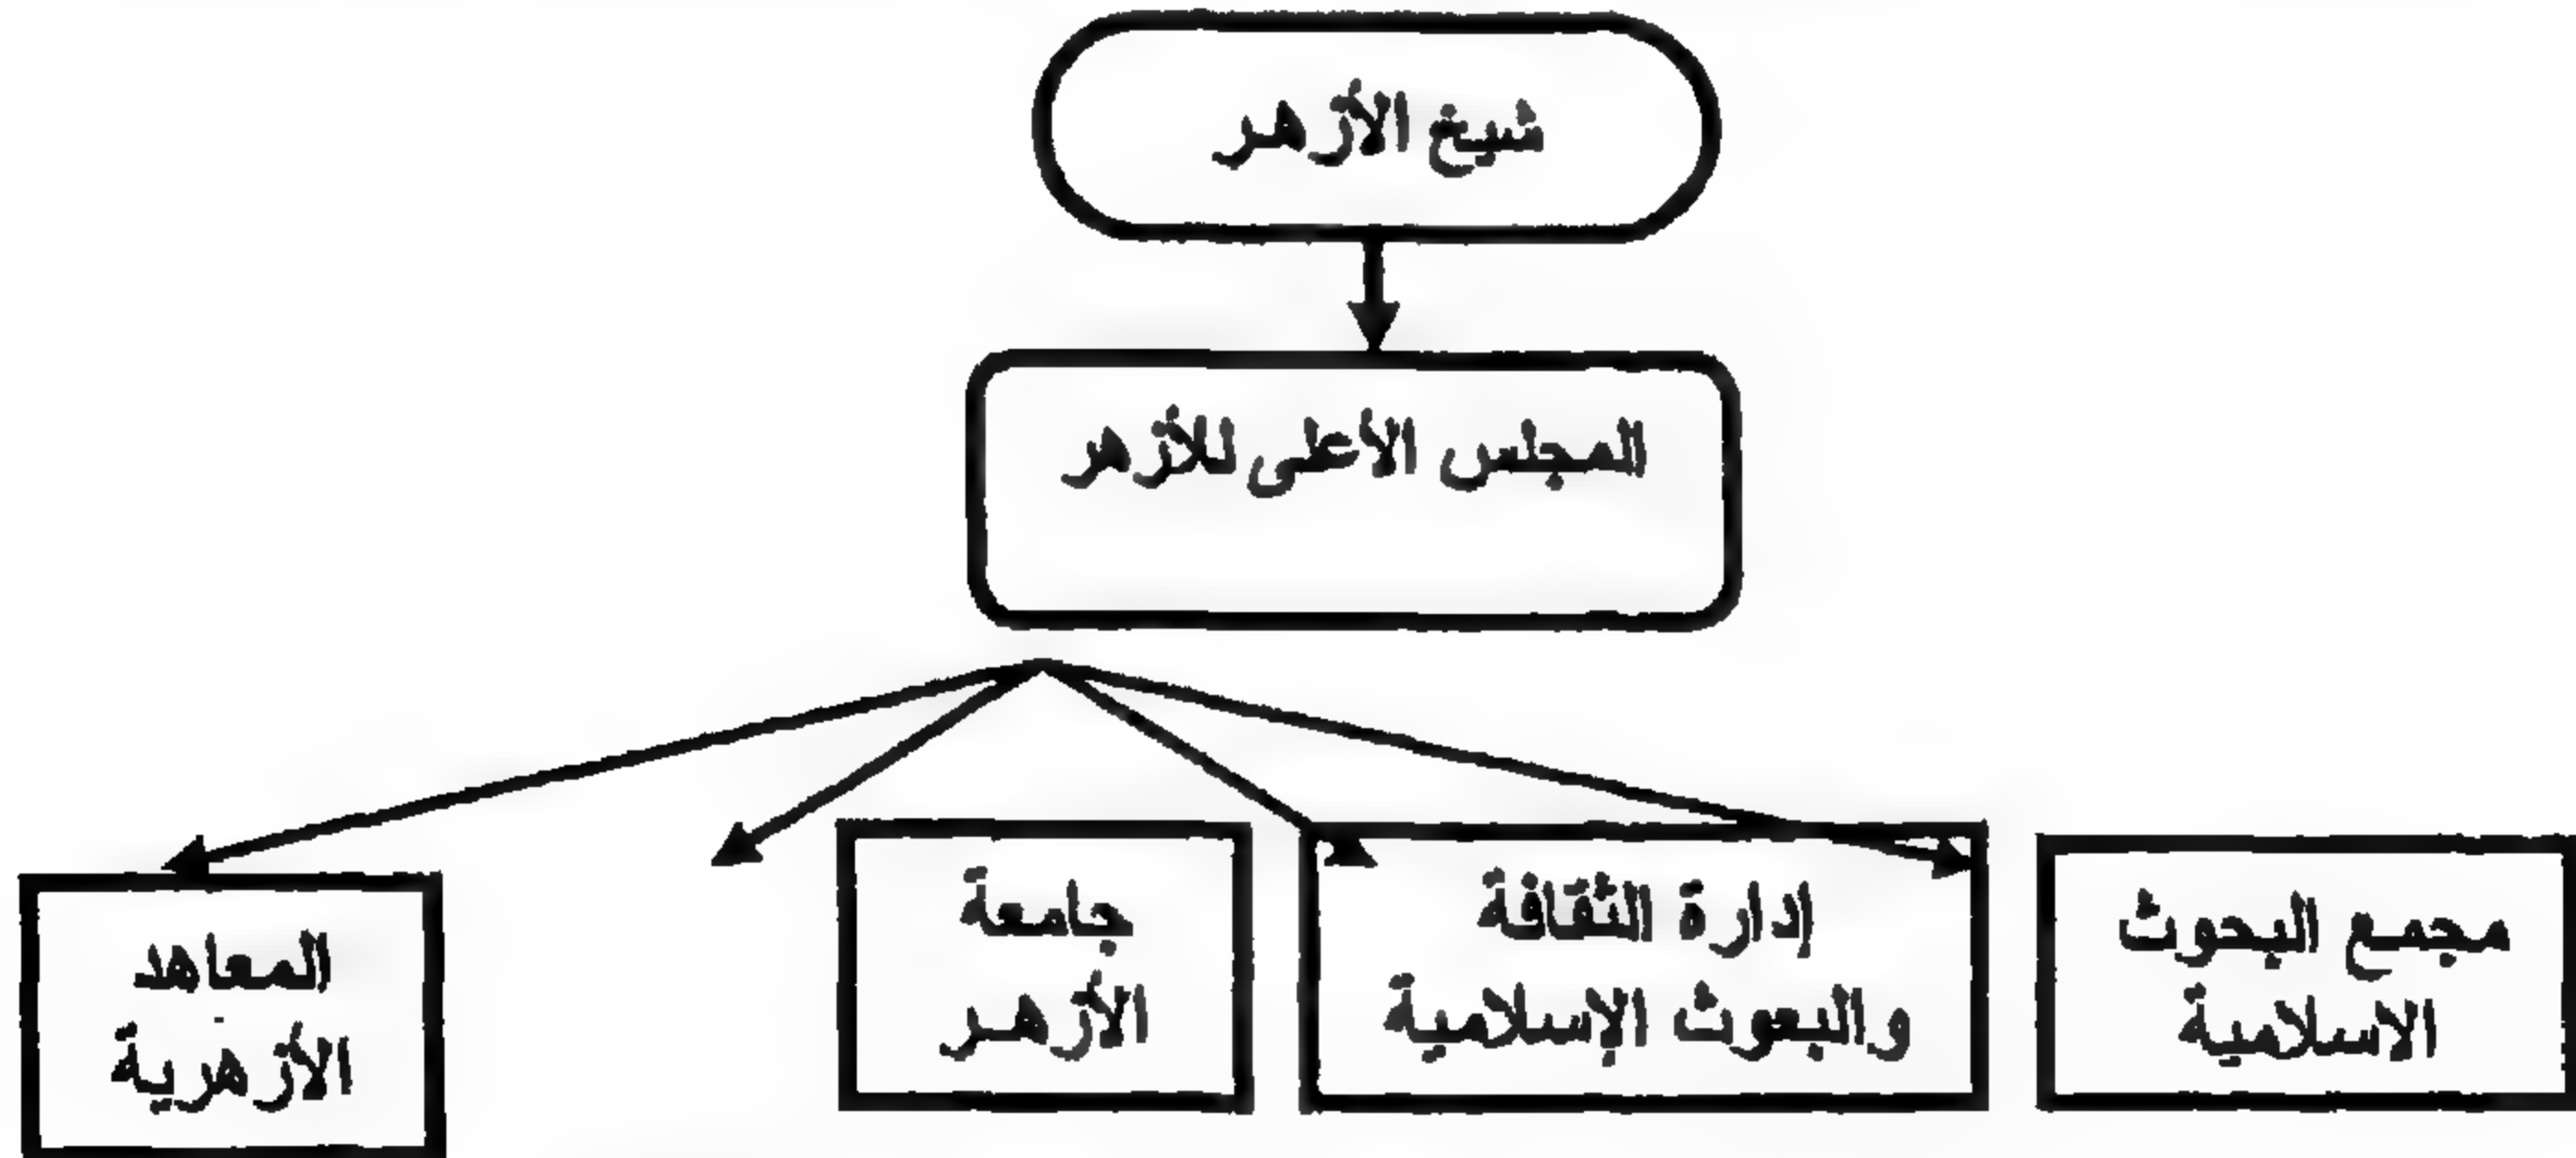 شيخ الأزهر
المجلس الأعلى للأزهر
مجمع البحوث
الاسلامية
إدارة الثقافة
والبعوث الإسلامية
جامعة
الأزهر
المعاهد
الأزهرية